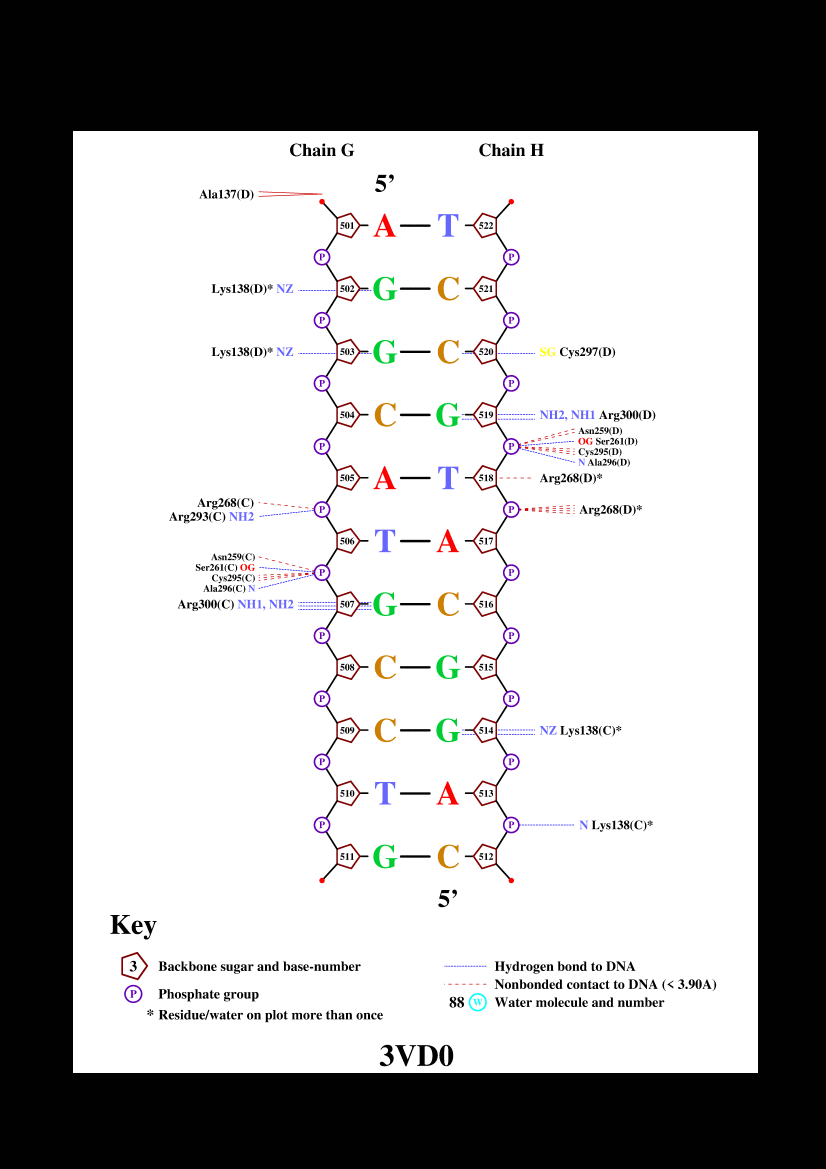 Chain G Chain H
5’
Ala137(D)
501 A T 522
P P
Lys138(D)* NZ 502 G C 521
P P
Lys138(D)* NZ 503 G C 520 SG Cys297(D)
P P
504 C G 519 NH2, NH1 Arg300(D)
Asn259(D)
P P OG Ser261(D)
Cys295(D)
N Ala296(D)
505 A T 518 Arg268(D)*
Arg268(C)
P P Arg268(D)*
Arg293(C) NH2
506 T A 517
Asn259(C)
Ser261(C) OG
P P
Cys295(C)
Ala296(C) N
Arg300(C) NH1, NH2 507 G C 516
P P
508 C G 515
P P
509 C G 514 NZ Lys138(C)*
P P
510 T A 513
P P N Lys138(C)*
511 G C 512
5’
Key
3 Backbone sugar and base-number
P Phosphate group
* Residue/water on plot more than once
Hydrogen bond to DNA
Nonbonded contact to DNA (< 3.90A)
88 W Water molecule and number
3VD0